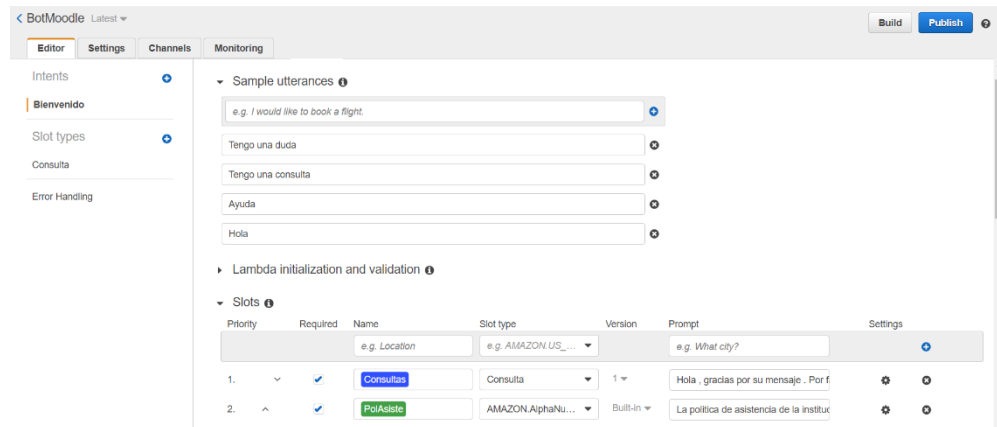 < BotMoodle Latest
Build Publish
Editor Settings Channels Monitoring
Intents
Bienvenido
Slot types
Consulta
Error Handling
Sample utterances
e.g. I would like to book a flight.
Tengo una duda
Tengo una consulta
Ayuda
Hola
Lambda initialization and validation
Slots
Priority Required Name Slot type Version Prompt Settings
e.g. Location e.g. AMAZON.US_... e.g. What city?
1. Consultas Consulta 1 Hola , gracias por su mensaje . Por f
2. PolAsiste AMAZON.AlphaNu... Built-in La politica de asistencia de la instituc